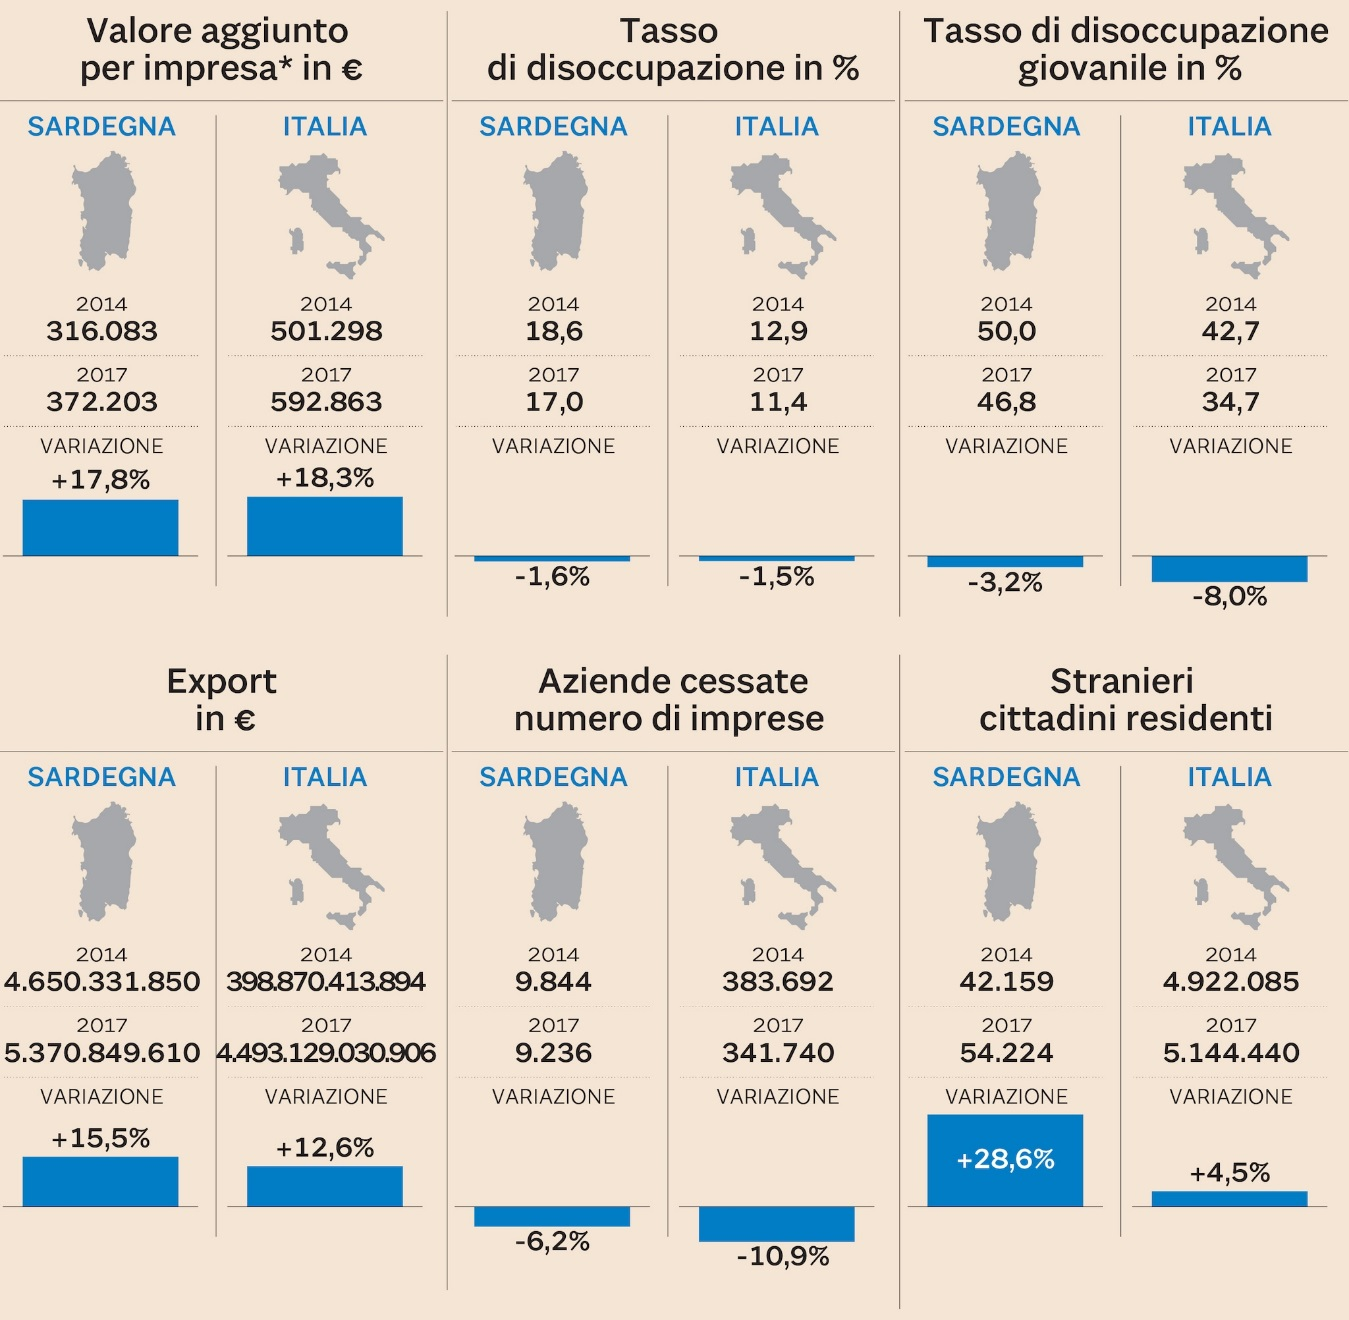 Valore aggiunto
per impresa* in €
SARDEGNA
ITALIA
2014
316.083
2014
501.298
2017
372.203
2017
592.863
VARIAZIONE
+17,8%
VARIAZIONE
+18,3%
Tasso
di disoccupazione in %
SARDEGNA
ITALIA
2014
18,6
2014
12,9
2017
17,0
2017
11,4
VARIAZIONE
-1,6%
VARIAZIONE
-1,5%
Tasso di disoccupazione
giovanile in %
SARDEGNA
ITALIA
2014
50,0
2014
42,7
2017
46,8
2017
34,7
VARIAZIONE
-3,2%
VARIAZIONE
-8,0%
Export
in €
SARDEGNA
ITALIA
2014
4.650.331.850
2014
398.870.413.894
2017
5.370.849.610
2017
4.493.129.030.906
VARIAZIONE
+15,5%
VARIAZIONE
+12,6%
Aziende cessate
numero di imprese
SARDEGNA
ITALIA
2014
9.844
2014
383.692
2017
9.236
2017
341.740
VARIAZIONE
-6,2%
VARIAZIONE
-10,9%
Stranieri
cittadini residenti
SARDEGNA
ITALIA
2014
42.159
2014
4.922.085
2017
54.224
2017
5.144.440
VARIAZIONE
+28,6%
VARIAZIONE
+4,5%